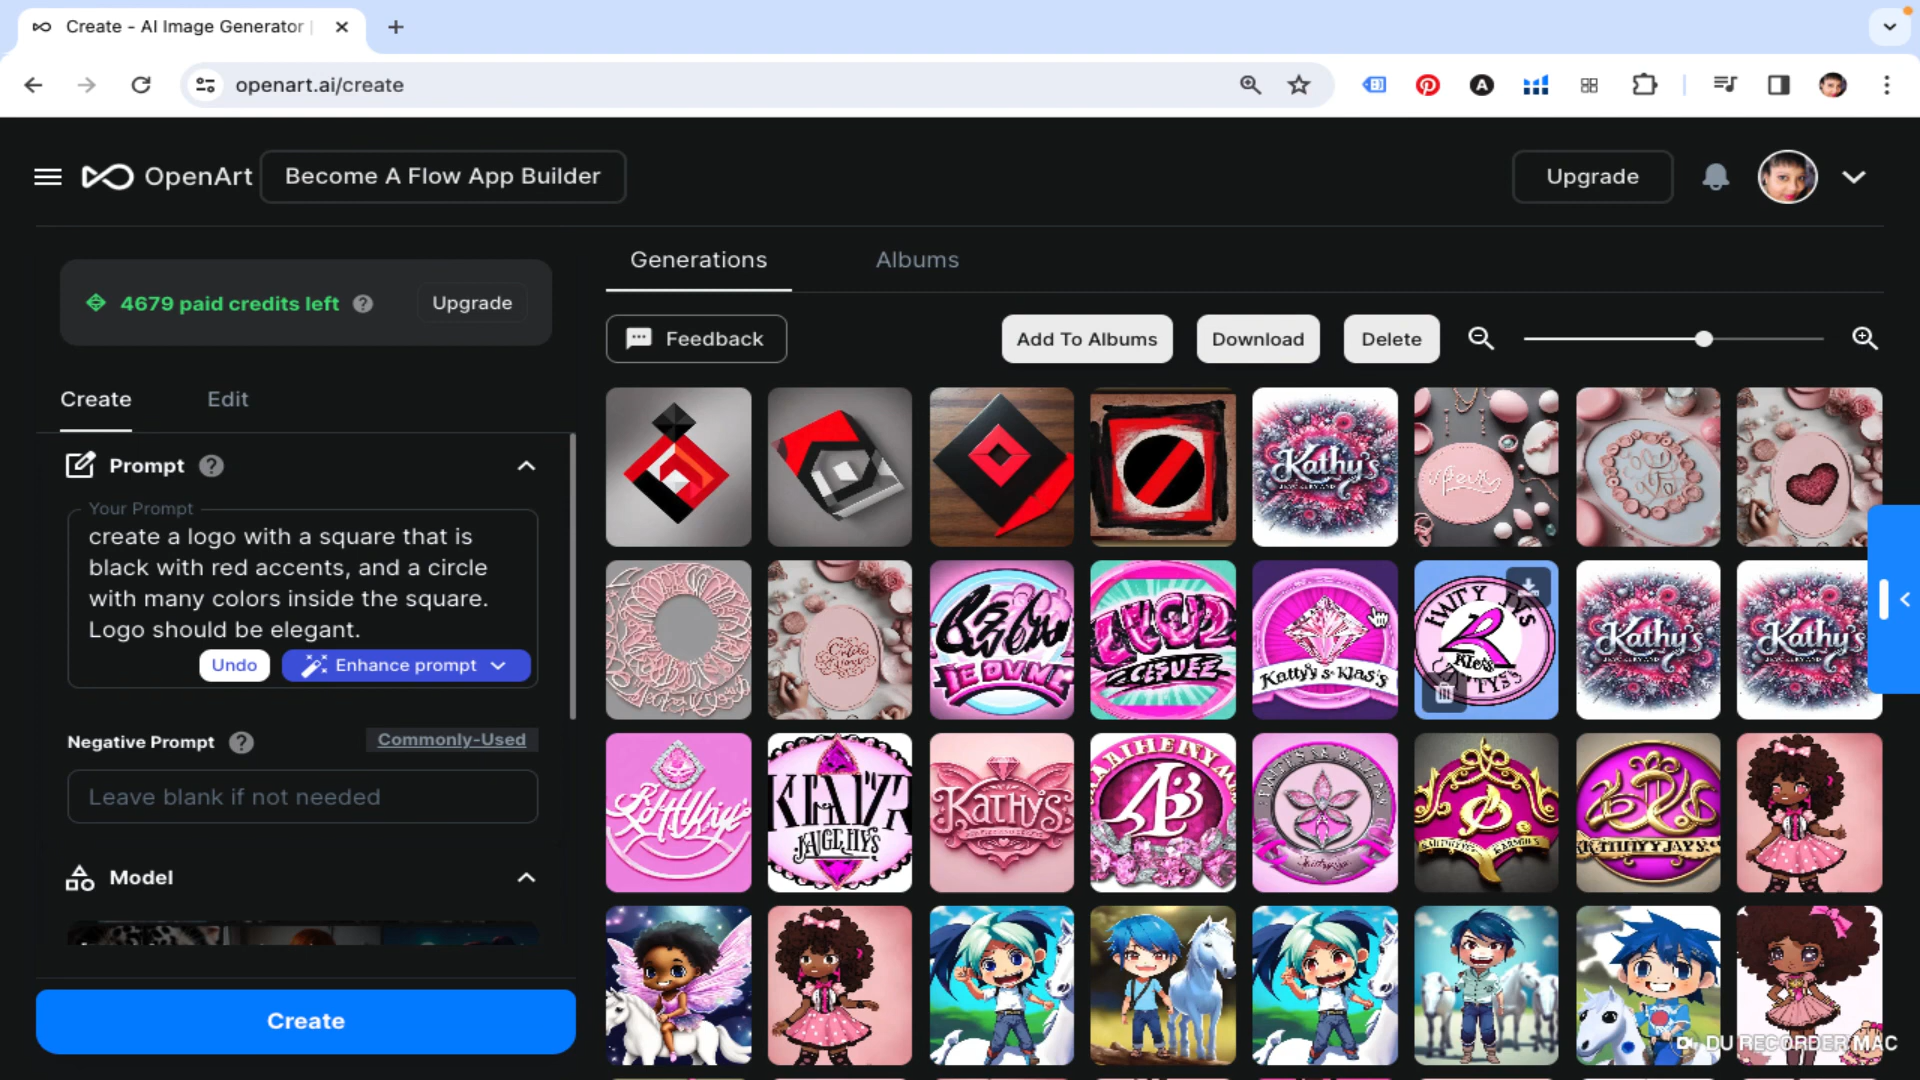 Create - AI Image Generator |
openart.ai/create
OpenArt
Become A Flow App Builder
Upgrade
4679 paid credits left
Upgrade
Generations
Albums
Feedback
Add To Albums
Download
Delete
Create
Edit
Prompt
Your Prompt
create a logo with a square that is
black with red accents, and a circle
with many colors inside the square.
Logo should be elegant.
Undo
Enhance prompt
Negative Prompt
Commonly-Used
Leave blank if not needed
Model
Create
Kathy's
Kattyy s Klas's
Kathy's
Kathy's
KATHYS
DU RECORDER MAC